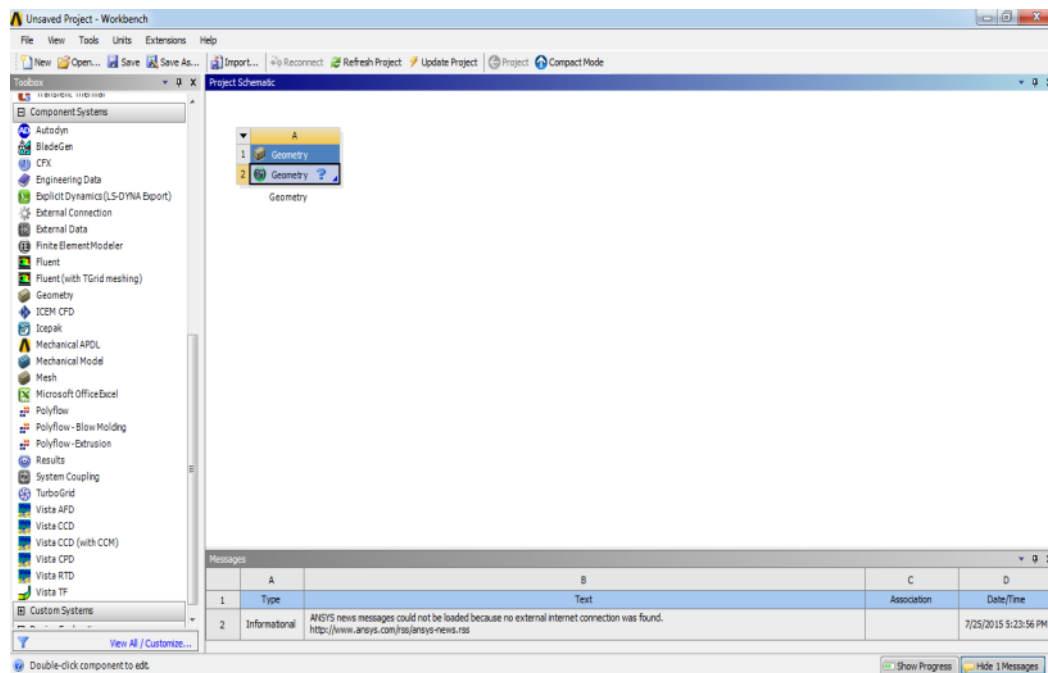 Unsaved Project - Workbench
File View Tools Units Extensions Help
New Open... Save Save As... Import... Reconnect Refresh Project Update Project Project Compact Mode
Toolbox
Project Schematic
Transient Thermal
Component Systems
Autodyn
BladeGen
CFX
Engineering Data
Explicit Dynamics (LS-DYNA Export)
External Connection
External Data
Finite Element Modeler
Fluent
Fluent (with TGrid meshing)
Geometry
ICEM CFD
Icepak
Mechanical APDL
Mechanical Model
Mesh
Microsoft Office Excel
Polyflow
Polyflow - Blow Molding
Polyflow - Extrusion
Results
System Coupling
TurboGrid
Vista AFD
Vista CCD
Vista CCD (with CCM)
Vista CPD
Vista RTD
Vista TF
Custom Systems
View All / Customize...
A
1 Geometry
2 Geometry ?
Geometry
Messages
A B C D
1 Type Text Association Date/Time
2 Informational ANSYS news messages could not be loaded because no external internet connection was found. 7/25/2015 5:23:56 PM
http://www.ansys.com/rss/ansys-news.rss
Double-click component to edit.
Show Progress Hide 1 Messages